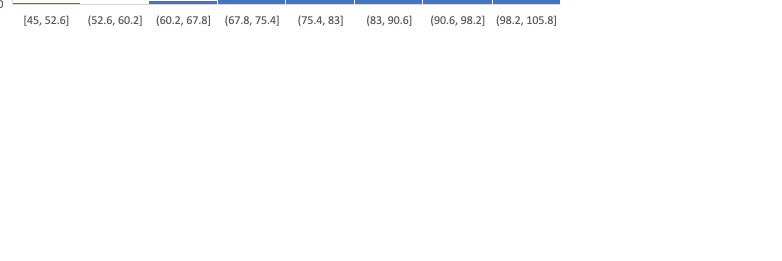 0
[45, 52.6] (52.6, 60.2] (60.2, 67.8] (67.8, 75.4] (75.4, 83] (83, 90.6] (90.6, 98.2] (98.2, 105.8]